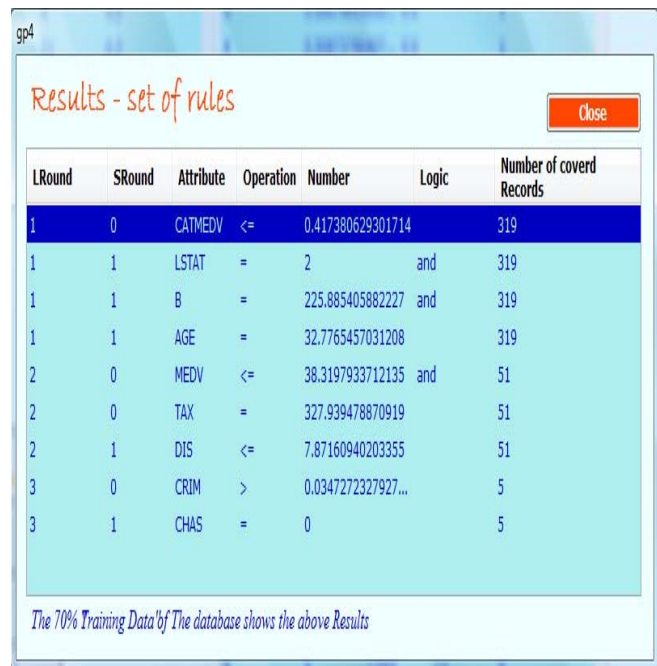 gp4
Results - set of rules
Close
LRound SRound Attribute Operation Number Logic Number of coverd Records
1 0 CATMEDV <= 0.417380629301714 319
1 1 LSTAT = 2 and 319
1 1 B = 225.885405882227 and 319
1 1 AGE = 32.7765457031208 319
2 0 MEDV <= 38.3197933712135 and 51
2 0 TAX = 327.939478870919 51
2 1 DIS <= 7.87160940203355 51
3 0 CRIM > 0.0347272327927... 5
3 1 CHAS = 0 5
The 70% Training Data'of The database shows the above Results